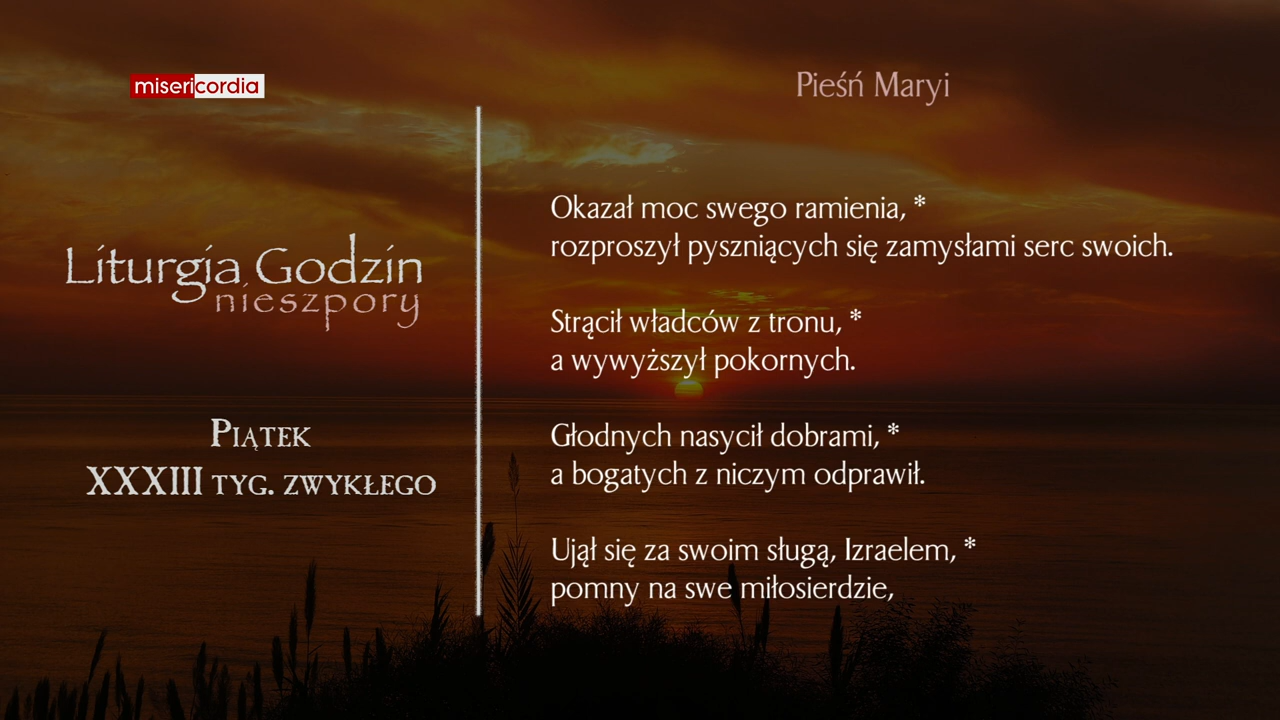 misericordia
Liturgia Godzin
nieszpory
Piątek
XXXIII tyg. zwykłego
Pieśń Maryi
Okazał moc swego ramienia, *
rozproszył pyszniących się zamysłami serc swoich.
Strącił władców z tronu, *
a wywyższył pokornych.
Głodnych nasycił dobrami, *
a bogatych z niczym odprawił.
Ujął się za swoim sługą, Izraelem, *
pomny na swe miłosierdzie,